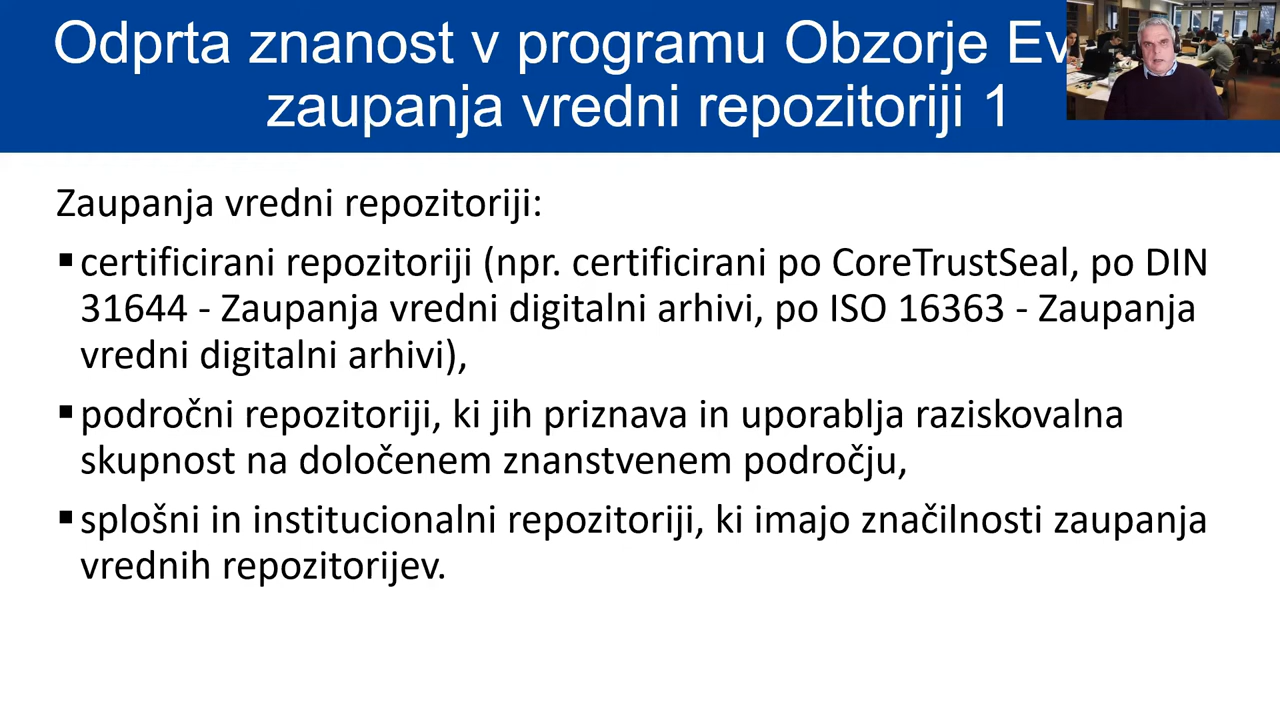 Odprta znanost v programu Obzorje
zaupanja vredni repozitoriji 1
Zaupanja vredni repozitoriji:
▪certificirani repozitoriji (npr. certificirani po CoreTrustSeal, po DIN
31644 - Zaupanja vredni digitalni arhivi, po ISO 16363 - Zaupanja
vredni digitalni arhivi),
▪področni repozitoriji, ki jih priznava in uporablja raziskovalna
skupnost na določenem znanstvenem področju,
▪splošni in institucionalni repozitoriji, ki imajo značilnosti zaupanja
vrednih repozitorijev.